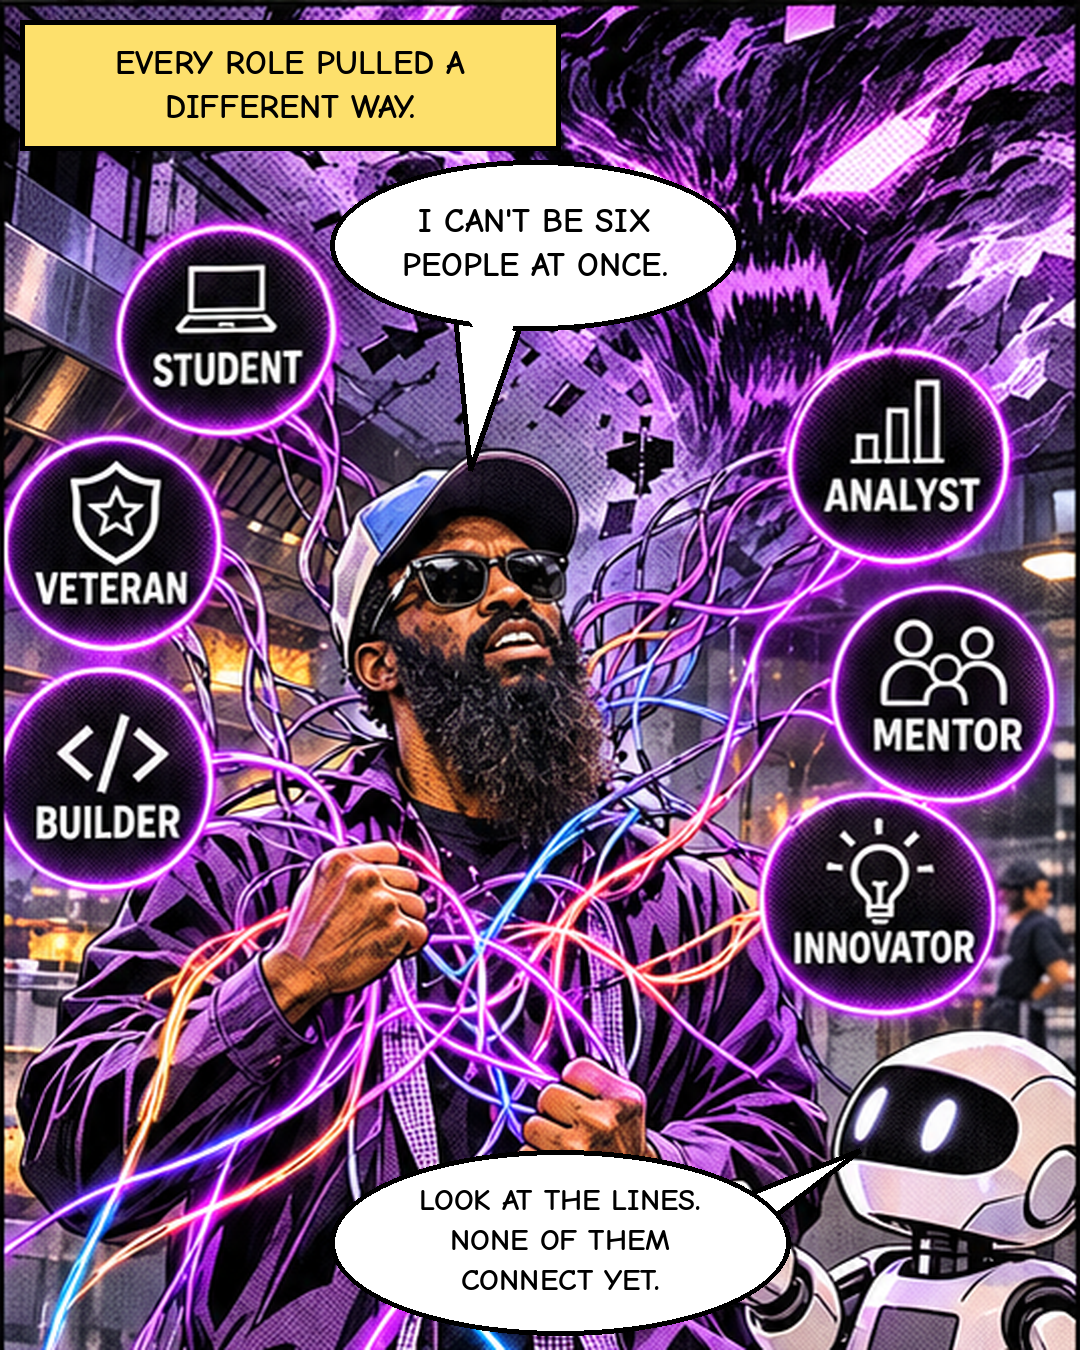 EVERY ROLE PULLED A
DIFFERENT WAY.
I CAN'T BE SIX
PEOPLE AT ONCE.
STUDENT
VETERAN
BUILDER
ANALYST
MENTOR
INNOVATOR
LOOK AT THE LINES.
NONE OF THEM
CONNECT YET.